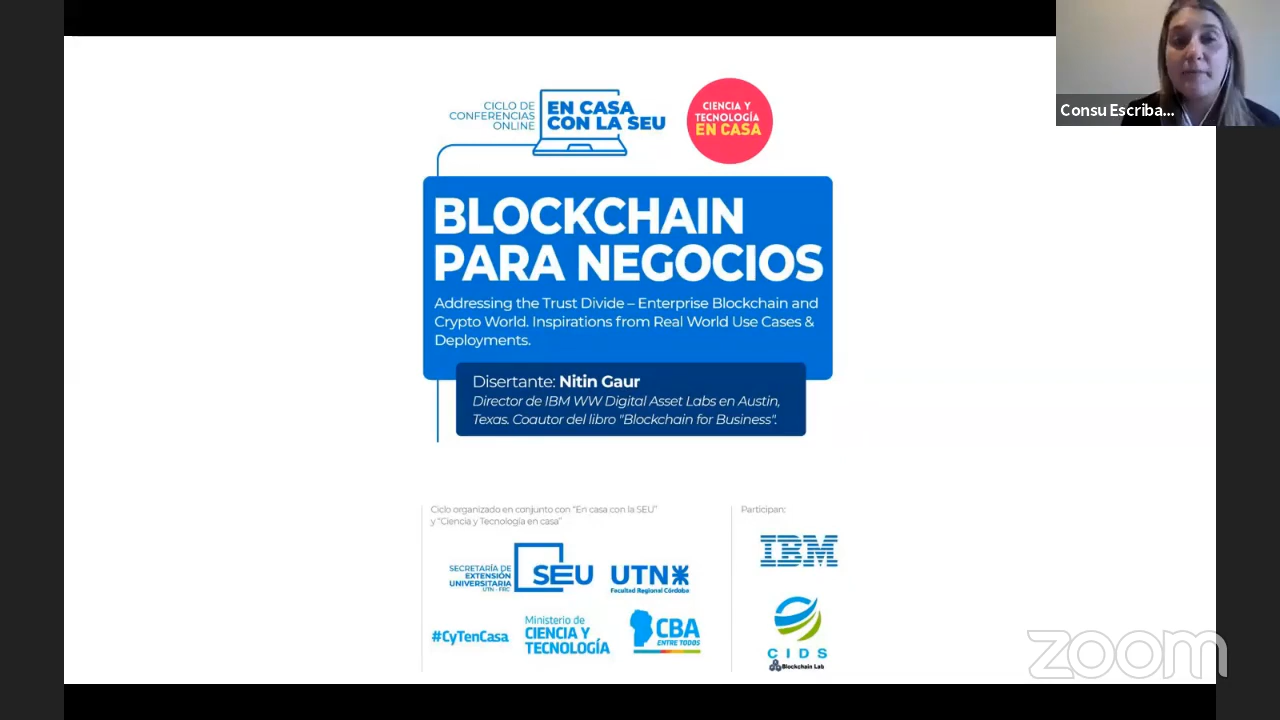 CICLO DE
CONFERENCIAS
ONLINE
EN CASA
CON LA SEU
CIENCIA Y
TECNOLOGÍA
EN CASA
Consu Escriba...
BLOCKCHAIN
PARA NEGOCIOS
Addressing the Trust Divide – Enterprise Blockchain and
Crypto World. Inspirations from Real World Use Cases &
Deployments.
Disertante: Nitin Gaur
Director de IBM WW Digital Asset Labs en Austin,
Texas. Coautor del libro "Blockchain for Business".
Ciclo organizado en conjunto con "En casa con la SEU"
y "Ciencia y Tecnología en casa"
Participan:
SECRETARÍA DE
EXTENSIÓN
UNIVERSITARIA
UTN - FRC
SEU
UTN
Facultad Regional Córdoba
IBM
#CyTenCasa
Ministerio de
CIENCIA Y
TECNOLOGÍA
CBA
ENTRE TODOS
CIDS
Blockchain Lab
zoom